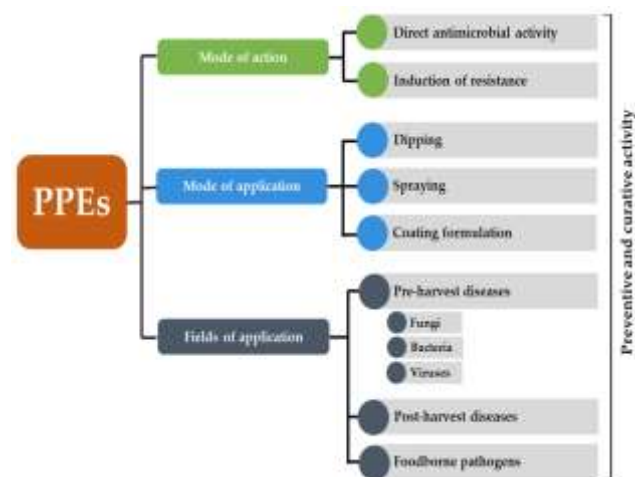 PPEs
Mode of action
Direct antimicrobial activity
Induction of resistance
Mode of application
Dipping
Spraying
Coating formulation
Fields of application
Pre-harvest diseases
Fungi
Bacteria
Viruses
Post-harvest diseases
Foodborne pathogens
Preventive and curative activity